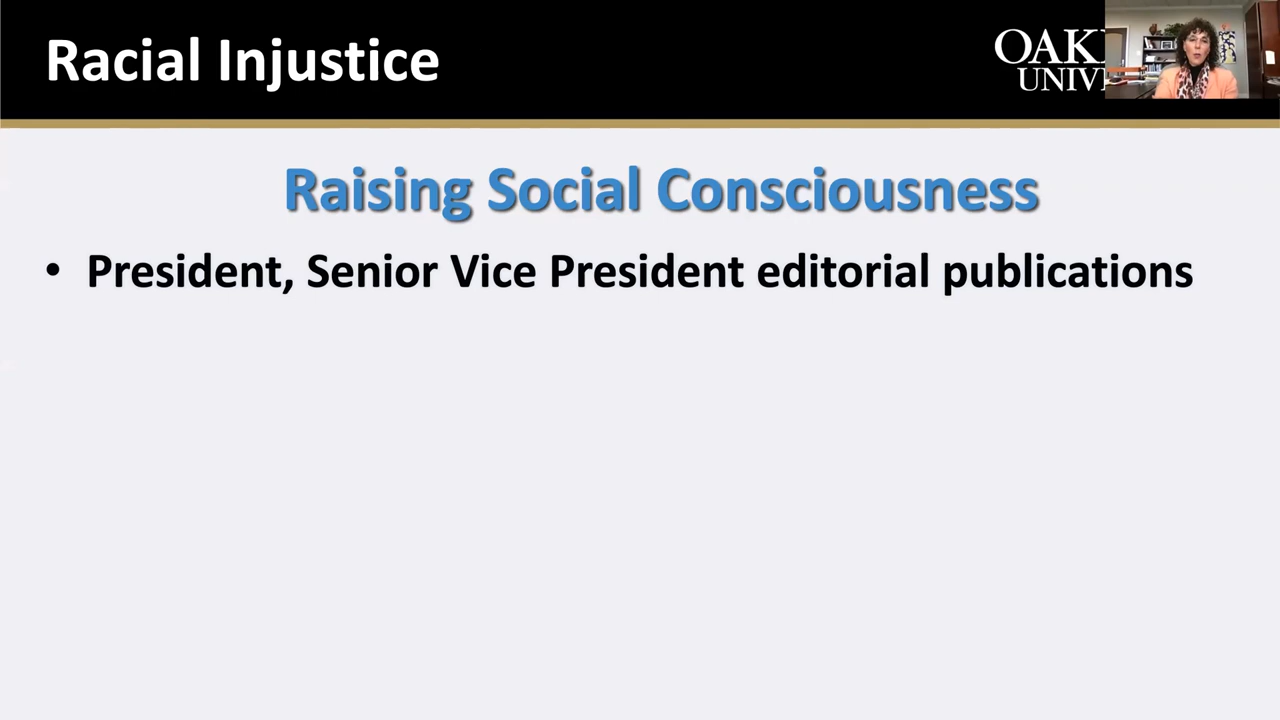 Racial Injustice
OAK
UNIV
Raising Social Consciousness
• President, Senior Vice President editorial publications